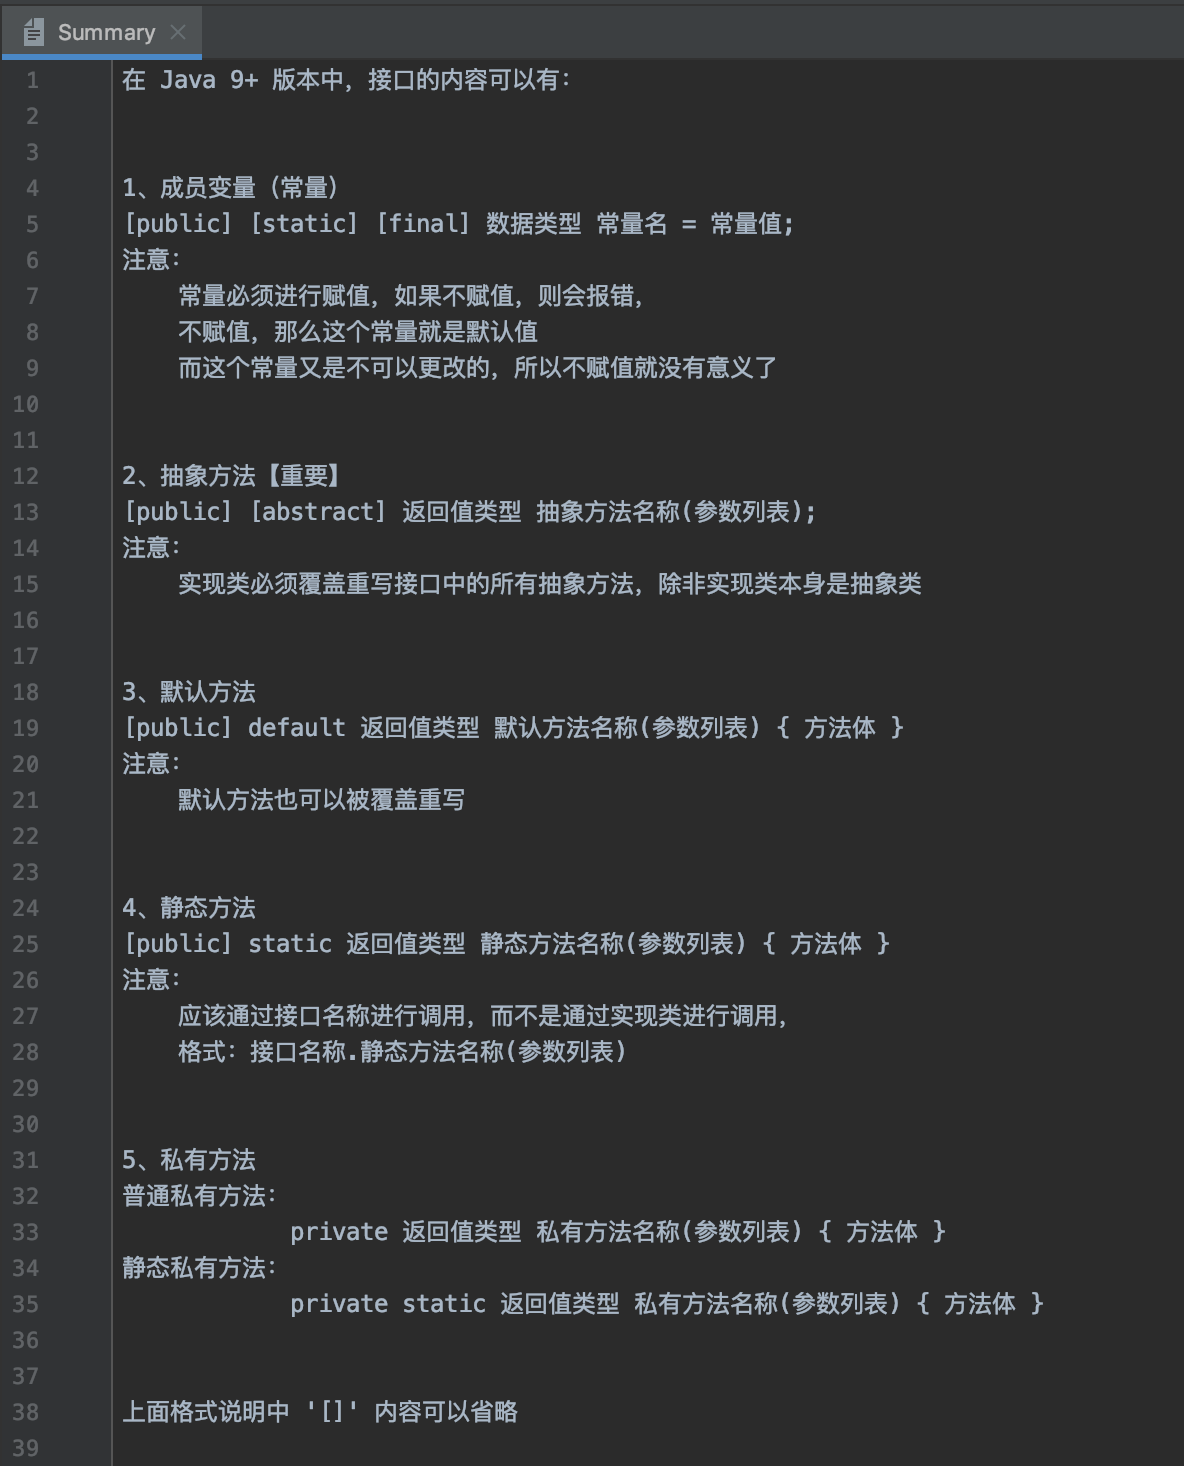 Summary
1 在 Java 9+ 版本中，接口的内容可以有：
2
3
4 1、成员变量（常量）
5 [public] [static] [final] 数据类型 常量名 = 常量值;
6 注意：
7 常量必须进行赋值，如果不赋值，则会报错，
8 不赋值，那么这个常量就是默认值
9 而这个常量又是不可以更改的，所以不赋值就没有意义了
10
11
12 2、抽象方法【重要】
13 [public] [abstract] 返回值类型 抽象方法名称(参数列表);
14 注意：
15 实现类必须覆盖重写接口中的所有抽象方法，除非实现类本身是抽象类
16
17
18 3、默认方法
19 [public] default 返回值类型 默认方法名称(参数列表) { 方法体 }
20 注意：
21 默认方法也可以被覆盖重写
22
23
24 4、静态方法
25 [public] static 返回值类型 静态方法名称(参数列表) { 方法体 }
26 注意：
27 应该通过接口名称进行调用，而不是通过实现类进行调用，
28 格式：接口名称.静态方法名称(参数列表)
29
30
31 5、私有方法
32 普通私有方法：
33 private 返回值类型 私有方法名称(参数列表) { 方法体 }
34 静态私有方法：
35 private static 返回值类型 私有方法名称(参数列表) { 方法体 }
36
37
38 上面格式说明中 '[]' 内容可以省略
39